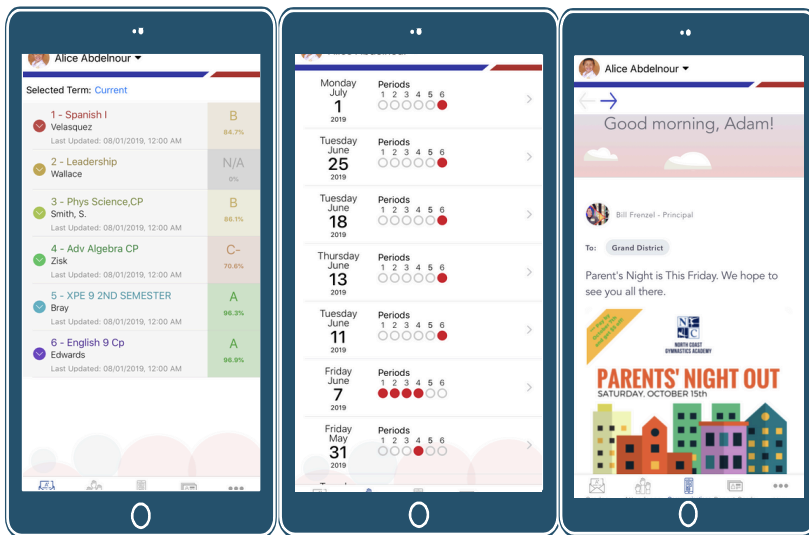 Alice Abdelnour
Selected Term: Current
1 - Spanish I
Velasquez
Last Updated: 08/01/2019, 12:00 AM
B
84.7%
2 - Leadership
Wallace
N/A
0%
3 - Phys Science,CP
Smith, S.
Last Updated: 08/01/2019, 12:00 AM
B
86.1%
4 - Adv Algebra CP
Zisk
Last Updated: 08/01/2019, 12:00 AM
C-
70.6%
5 - XPE 9 2ND SEMESTER
Bray
Last Updated: 08/01/2019, 12:00 AM
A
96.3%
6 - English 9 Cp
Edwards
Last Updated: 08/01/2019, 12:00 AM
A
96.9%
Monday
July
1
2019
Periods
1 2 3 4 5 6
Tuesday
June
25
2019
Periods
1 2 3 4 5 6
Tuesday
June
18
2019
Periods
1 2 3 4 5 6
Thursday
June
13
2019
Periods
1 2 3 4 5 6
Tuesday
June
11
2019
Periods
1 2 3 4 5 6
Friday
June
7
2019
Periods
1 2 3 4 5 6
Friday
May
31
2019
Periods
1 2 3 4 5 6
Alice Abdelnour
Good morning, Adam!
Bill Frenzel - Principal
To: Grand District
Parent's Night is This Friday. We hope to
see you all there.
NORTH COAST
GYMNASTICS ACADEMY
PARENTS' NIGHT OUT
SATURDAY, OCTOBER 15th